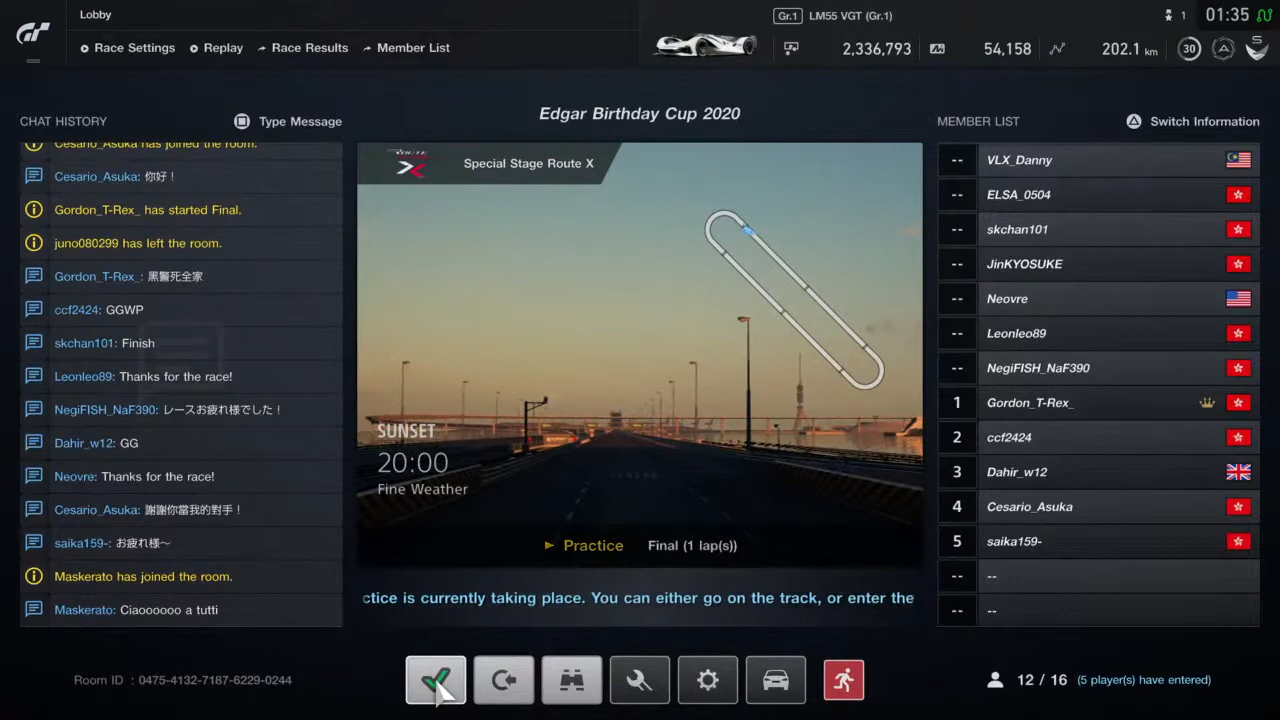 Lobby
Gr.1 LM55 VGT (Gr.1)
1 01:35
Race Settings Replay Race Results Member List
2,336,793 54,158 202.1 km 30 A S
CHAT HISTORY Type Message
Edgar Birthday Cup 2020
MEMBER LIST Switch Information
Cesario_Asuka has joined the room.
Cesario_Asuka: 你好！
Gordon_T-Rex_ has started Final.
juno080299 has left the room.
Gordon_T-Rex_: 黑警死全家
ccf2424: GGWP
skchan101: Finish
Leonleo89: Thanks for the race!
NegiFISH_NaF390: レースお疲れ様でした！
Dahir_w12: GG
Neovre: Thanks for the race!
Cesario_Asuka: 謝謝你當我的對手！
saika159-: お疲れ様～
Maskerato has joined the room.
Maskerato: Ciaoooooo a tutti
ROUTE X
Special Stage Route X
SUNSET
20:00
Fine Weather
Practice Final (1 lap(s))
ctice is currently taking place. You can either go on the track, or enter the
-- VLX_Danny
-- ELSA_0504
-- skchan101
-- JinKYOSUKE
-- Neovre
-- Leonleo89
-- NegiFISH_NaF390
1 Gordon_T-Rex_
2 ccf2424
3 Dahir_w12
4 Cesario_Asuka
5 saika159-
-- --
-- --
Room ID : 0475-4132-7187-6229-0244
12 / 16 (5 player(s) have entered)